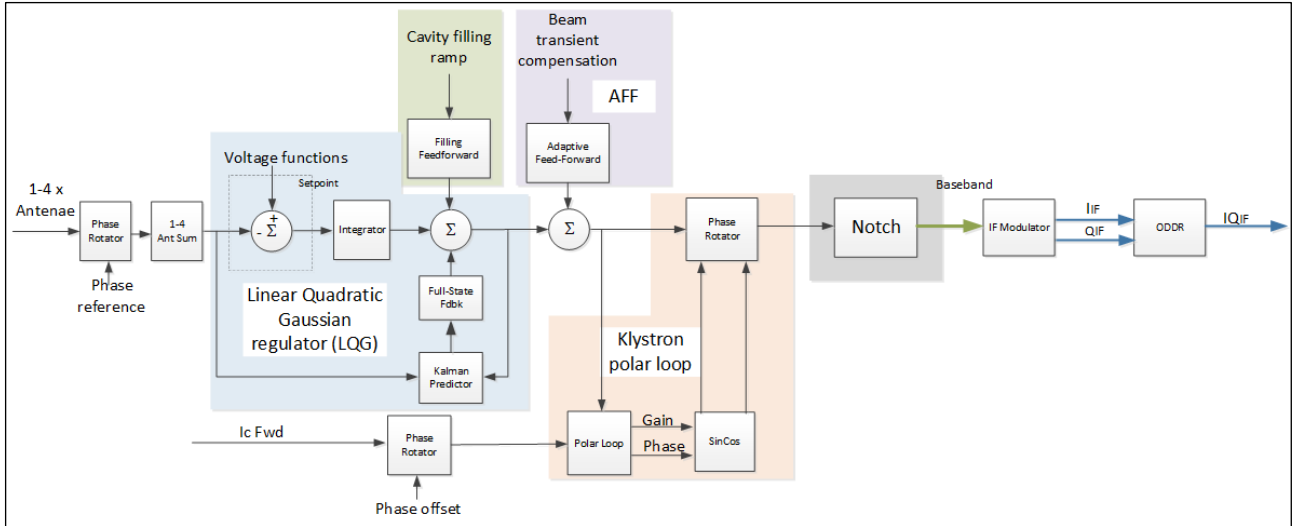 Cavity filling
ramp
Beam
transient
compensation
AFF
Filling
Feedforward
Adaptive
Feed-Forward
Voltage functions
Setpoint
1-4 x
Antenae
Phase
Rotator
1-4
Ant Sum
+
- Σ
Integrator
Σ
Σ
Phase
Rotator
Notch
Baseband
IF Modulator
IIF
QIF
ODDR
IQIF
Phase
reference
Linear Quadratic
Gaussian
regulator (LQG)
Full-State
Fdbk
Kalman
Predictor
Klystron
polar loop
Ic Fwd
Phase
Rotator
Phase offset
Polar Loop
Gain
Phase
SinCos